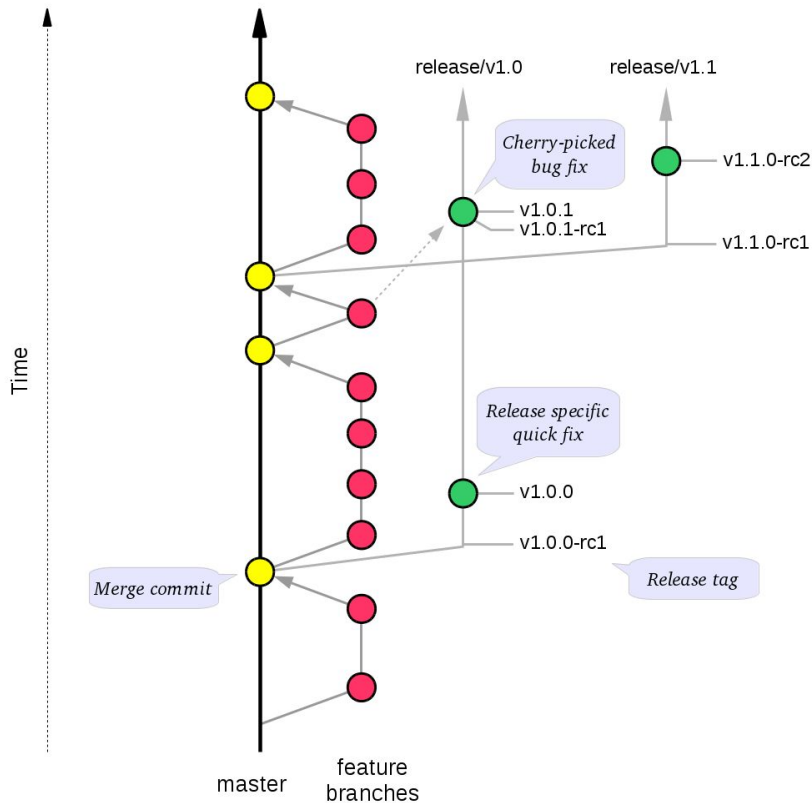 release/v1.0
release/v1.1
Cherry-picked
bug fix
v1.1.0-rc2
v1.0.1
v1.0.1-rc1
v1.1.0-rc1
Time
Release specific
quick fix
v1.0.0
v1.0.0-rc1
Merge commit
Release tag
master
feature
branches